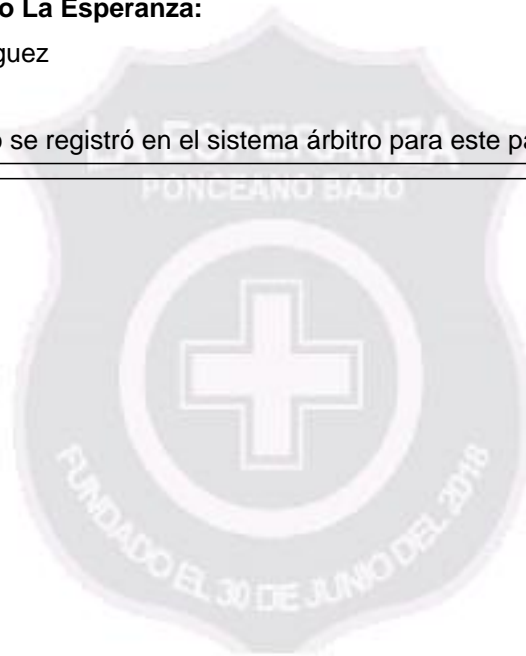 o La Esperanza:
guez
se registró en el sistema árbitro para este pa
LA ESPERANZA
PONCEANO BAJO
FUNDADO EL 30 DE JUNIO DEL 2018